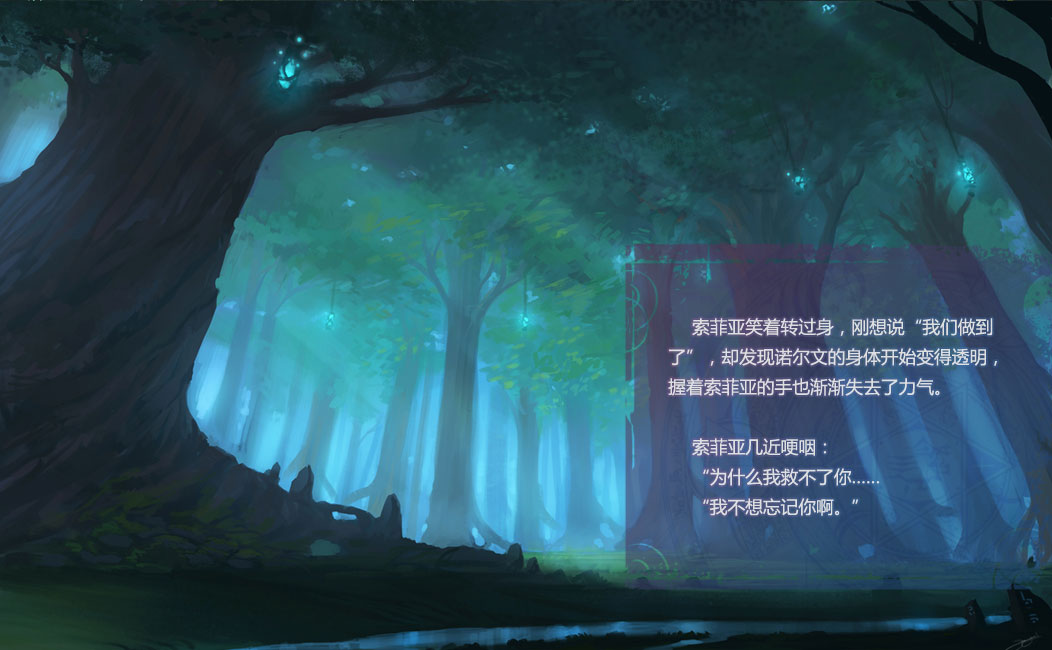 索菲亚笑着转过身，刚想说“我们做到
了”，却发现诺尔文的身体开始变得透明，
握着索菲亚的手也渐渐失去了力气。
索菲亚几近哽咽：
“为什么我救不了你……
“我不想忘记你啊。”